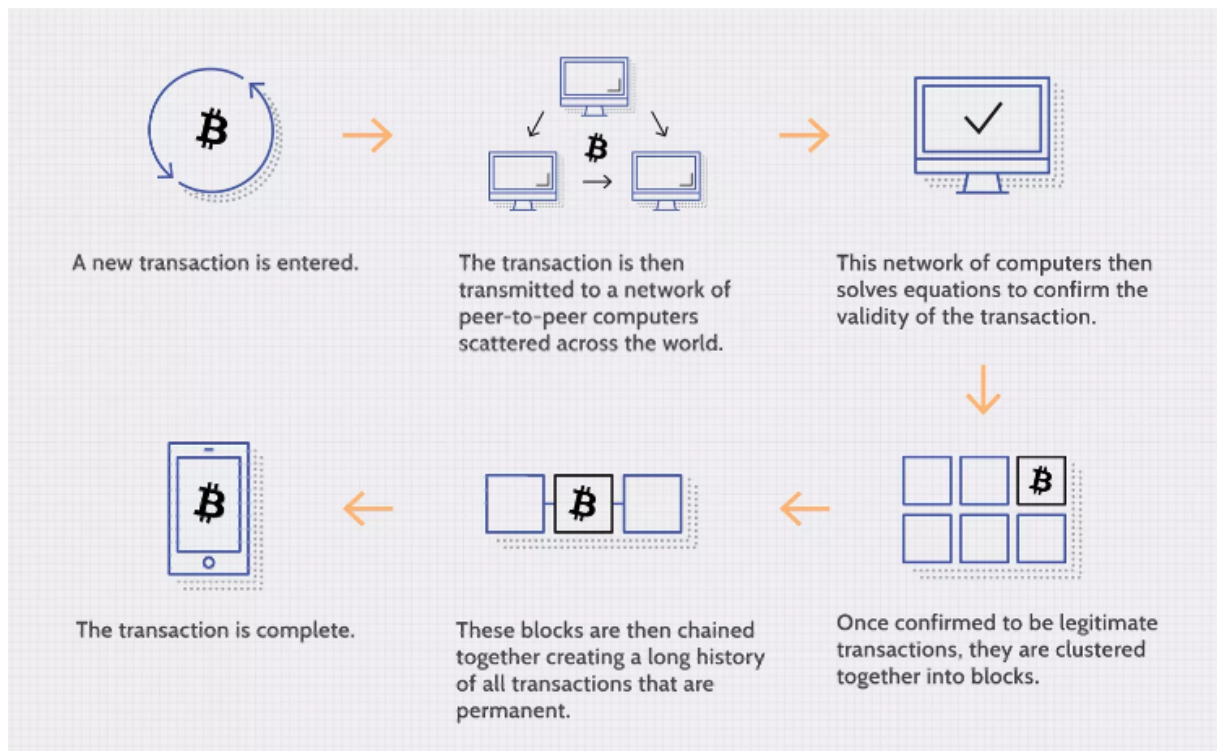 A new transaction is entered.
The transaction is then
transmitted to a network of
peer-to-peer computers
scattered across the world.
This network of computers then
solves equations to confirm the
validity of the transaction.
Once confirmed to be legitimate
transactions, they are clustered
together into blocks.
These blocks are then chained
together creating a long history
of all transactions that are
permanent.
The transaction is complete.